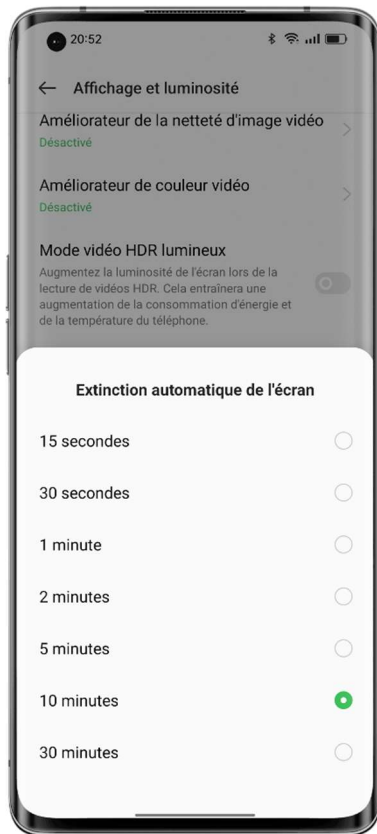 20:52
Affichage et luminosité
Améliorateur de la netteté d'image vidéo
Désactivé
Améliorateur de couleur vidéo
Désactivé
Mode vidéo HDR lumineux
Augmentez la luminosité de l'écran lors de la
lecture de vidéos HDR. Cela entraînera une
augmentation de la consommation d'énergie et
de la température du téléphone.
Extinction automatique de l'écran
15 secondes
30 secondes
1 minute
2 minutes
5 minutes
10 minutes
30 minutes